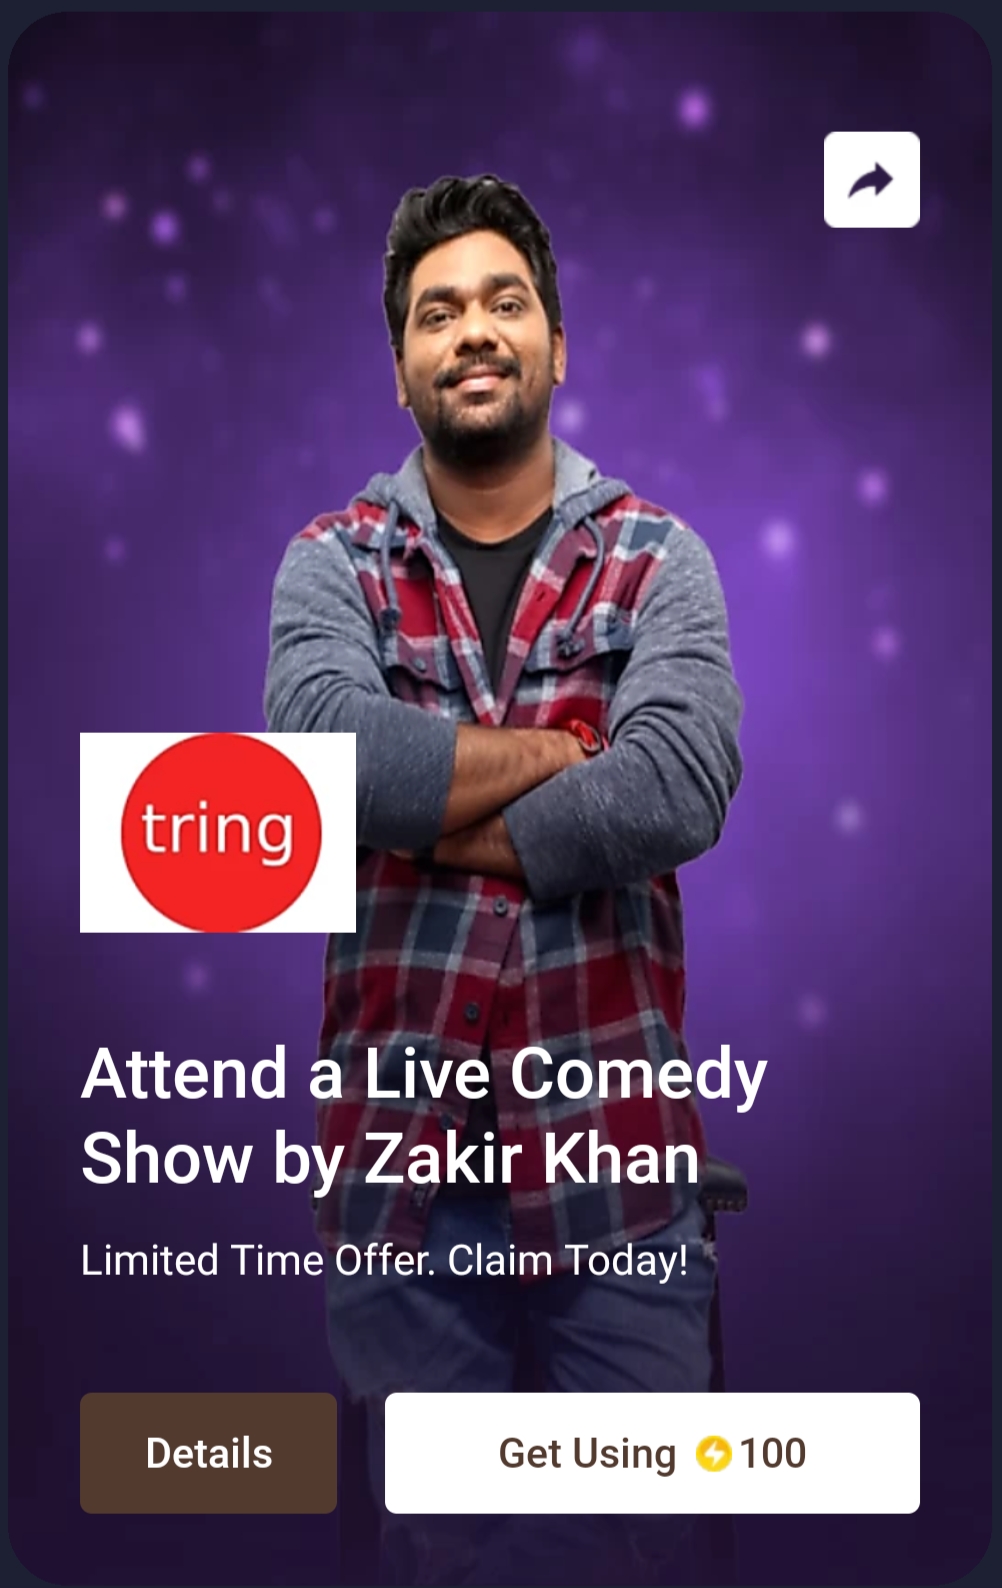 tring
Attend a Live Comedy
Show by Zakir Khan
Limited Time Offer. Claim Today!
Details
Get Using 100